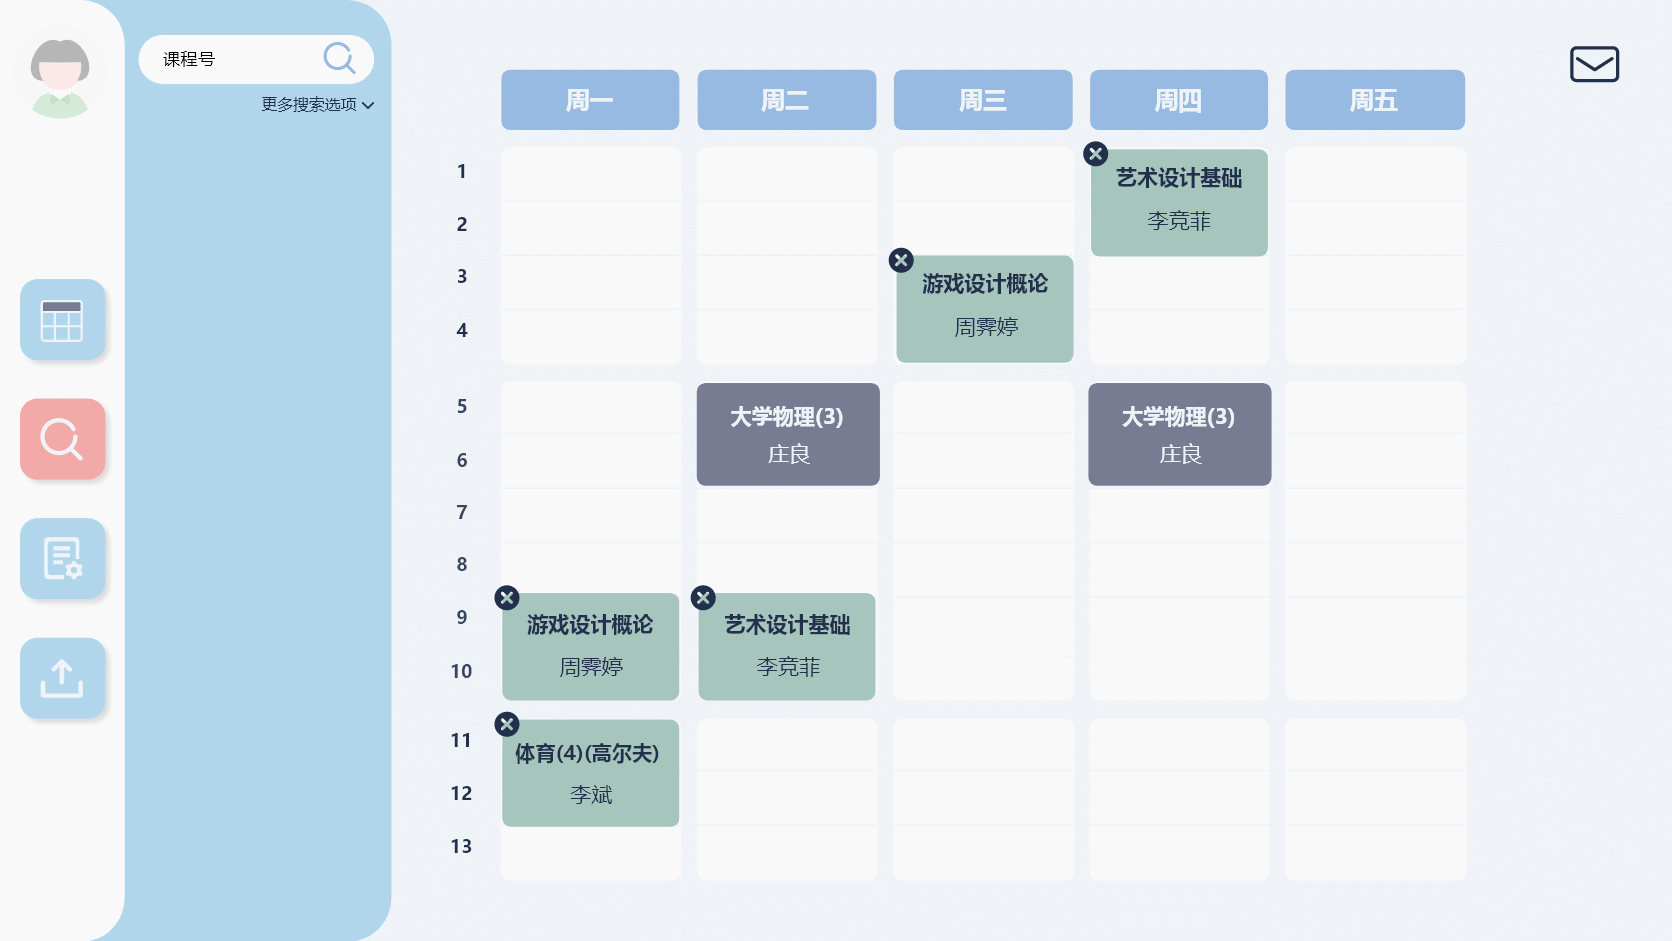 课程号
更多搜索选项
周一 周二 周三 周四 周五
1
艺术设计基础
2
李竞菲
3
游戏设计概论
4
周霁婷
5
大学物理(3) 大学物理(3)
6
庄良 庄良
7
8
9
游戏设计概论 艺术设计基础
10
周霁婷 李竞菲
11
体育(4)(高尔夫)
12
李斌
13